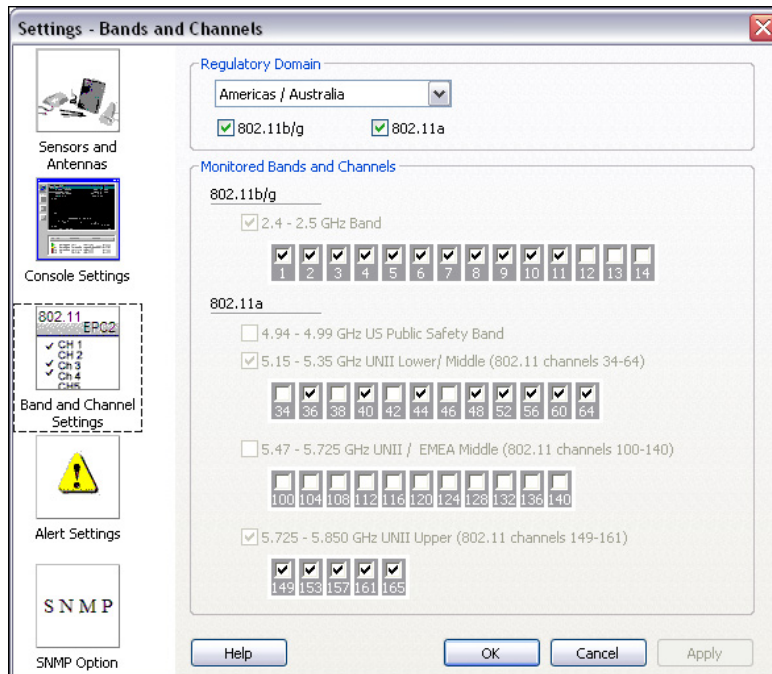 Settings - Bands and Channels
Sensors and
Antennas
Console Settings
802.11
EPC2
CH 1
CH 2
Ch 3
Ch 4
CH5
Band and Channel
Settings
Alert Settings
SNMP
SNMP Option
Regulatory Domain
Americas / Australia
802.11b/g 802.11a
Monitored Bands and Channels
802.11b/g
2.4 - 2.5 GHz Band
1 2 3 4 5 6 7 8 9 10 11 12 13 14
802.11a
4.94 - 4.99 GHz US Public Safety Band
5.15 - 5.35 GHz UNII Lower/ Middle (802.11 channels 34-64)
34 36 38 40 42 44 46 48 52 56 60 64
5.47 - 5.725 GHz UNII / EMEA Middle (802.11 channels 100-140)
100 104 108 112 116 120 124 128 132 136 140
5.725 - 5.850 GHz UNII Upper (802.11 channels 149-161)
149 153 157 161 165
Help OK Cancel Apply